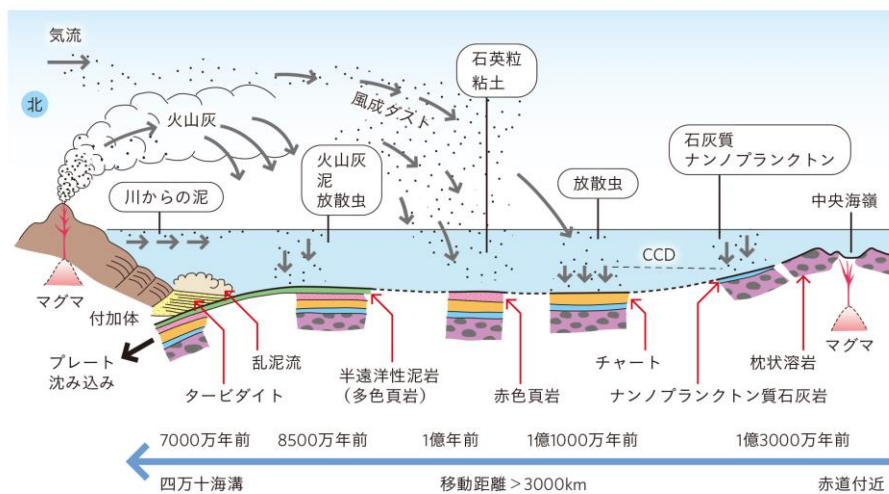 気流
北
火山灰
風成ダスト
石英粒
粘土
川からの泥
火山灰
泥
放散虫
放散虫
石灰質
ナンノプランクトン
中央海嶺
CCD
マグマ
付加体
プレート
沈み込み
タービダイト
乱泥流
半遠洋性泥岩
(多色頁岩)
赤色頁岩
チャート
ナンノプランクトン質石灰岩
枕状溶岩
マグマ
7000万年前
8500万年前
1億年前
1億1000万年前
1億3000万年前
四万十海溝
移動距離>3000km
赤道付近